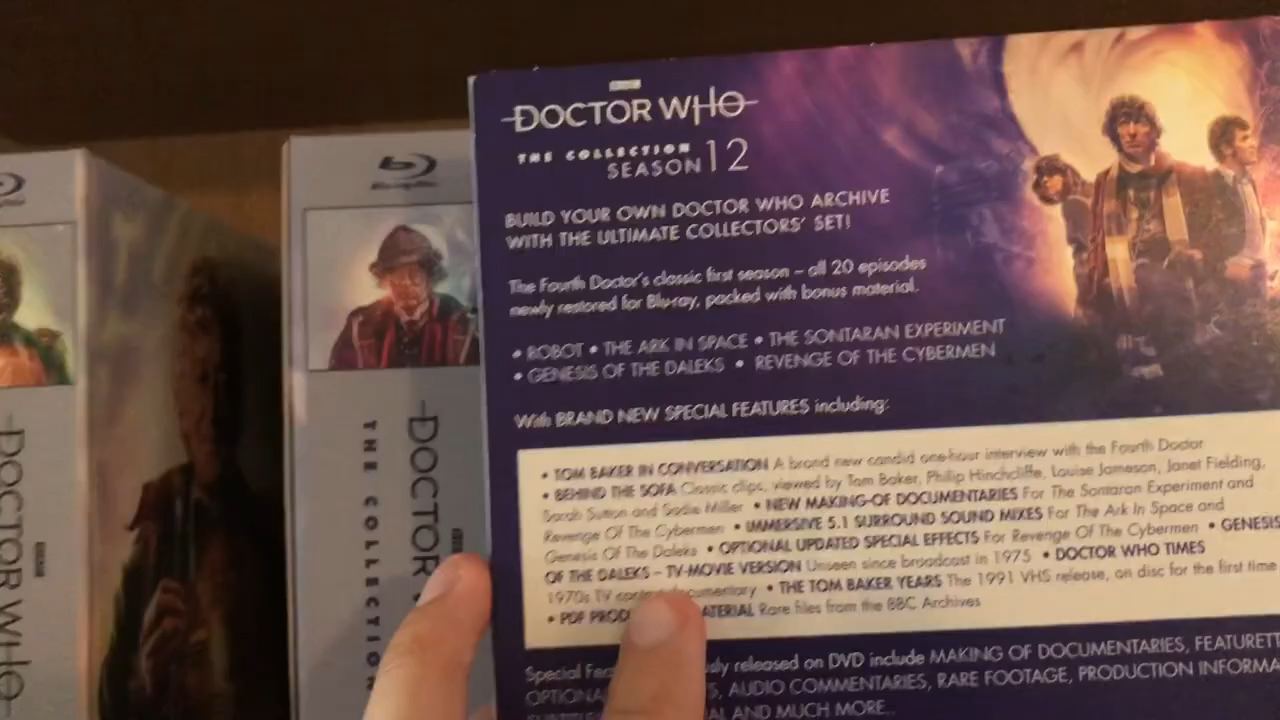 DOCTOR WHO
THE COLLECTION
SEASON 12
BUILD YOUR OWN DOCTOR WHO ARCHIVE
WITH THE ULTIMATE COLLECTORS' SET!
The Fourth Doctor's classic first season – all 20 episodes
newly restored for Blu-ray, packed with bonus material.
• ROBOT • THE ARK IN SPACE • THE SONTARAN EXPERIMENT
• GENESIS OF THE DALEKS • REVENGE OF THE CYBERMEN
With BRAND NEW SPECIAL FEATURES including:
• TOM BAKER IN CONVERSATION A brand new candid one-hour interview with the Fourth Doctor
• BEHIND THE SOFA Classic clips, viewed by Tom Baker, Philip Hinchcliffe, Louise Jameson, Janet Fielding,
Sarah Sutton and Sadie Miller • NEW MAKING-OF DOCUMENTARIES For The Sontaran Experiment and
Revenge Of The Cybermen • IMMERSIVE 5.1 SURROUND SOUND MIXES For The Ark In Space and
Genesis Of The Daleks • OPTIONAL UPDATED SPECIAL EFFECTS For Revenge Of The Cybermen • GENESIS
OF THE DALEKS – TV-MOVIE VERSION Unseen since broadcast in 1975 • DOCTOR WHO TIMES
1970s TV documentary • THE TOM BAKER YEARS The 1991 VHS release, on disc for the first time
• PDF Rare files from the BBC Archives
Special released on DVD include MAKING OF DOCUMENTARIES,
AUDIO COMMENTARIES, RARE FOOTAGE, PRODUCTION
AND MUCH MORE...
THE COLLECTION
DOCTOR
DOCTOR WHO